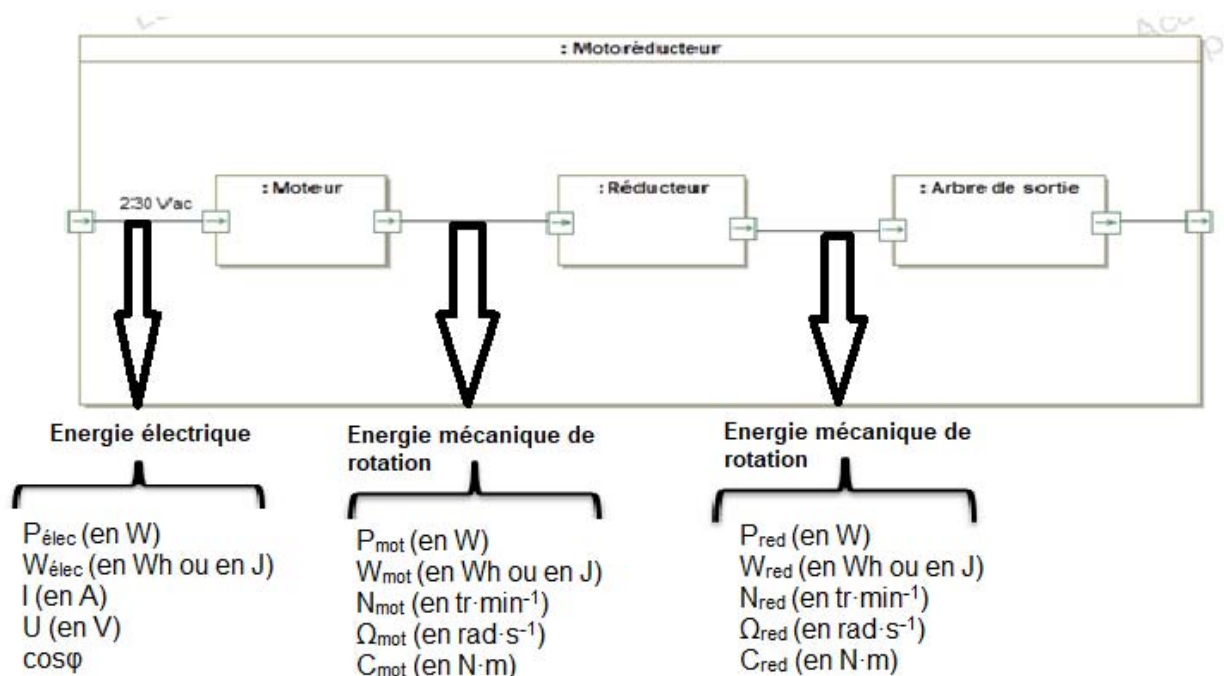 : Motoréducteur
: Moteur
: Réducteur
: Arbre de sortie
230 Vac
Energie électrique
Energie mécanique de
rotation
Energie mécanique de
rotation
Pélec (en W)
Wélec (en Wh ou en J)
I (en A)
U (en V)
cosφ
Pmot (en W)
Wmot (en Wh ou en J)
Nmot (en tr·min⁻¹)
Ωmot (en rad·s⁻¹)
Cmot (en N·m)
Pred (en W)
Wred (en Wh ou en J)
Nred (en tr·min⁻¹)
Ωred (en rad·s⁻¹)
Cred (en N·m)